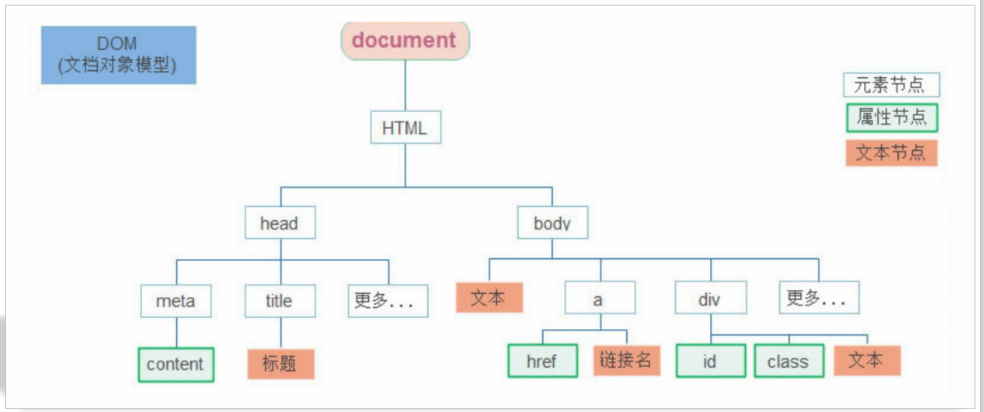 DOM
(文档对象模型)
document
元素节点
属性节点
文本节点
HTML
head
body
meta
title
更多...
文本
a
div
更多...
content
标题
href
链接名
id
class
文本